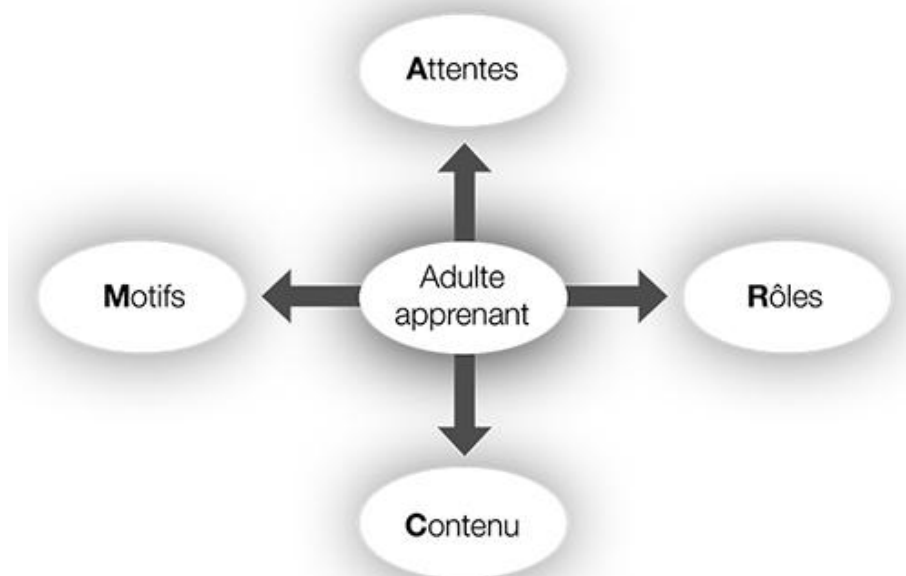 Attentes
Motifs
Adulte
apprenant
Rôles
Contenu